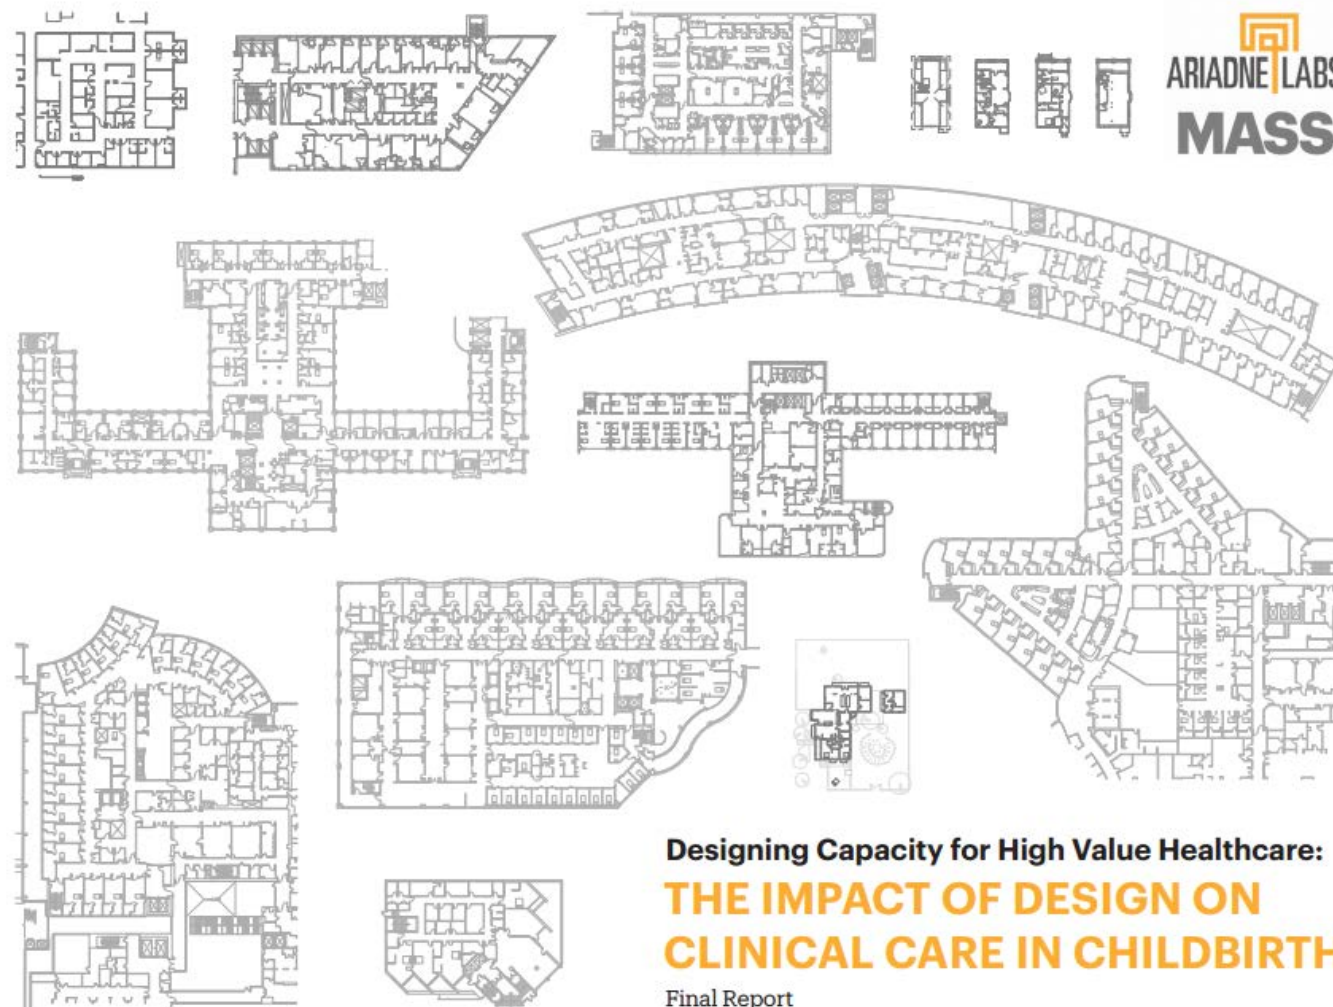 ARIADNE LABS
MASS
Designing Capacity for High Value Healthcare:
THE IMPACT OF DESIGN ON
CLINICAL CARE IN CHILDBIRTH
Final Report